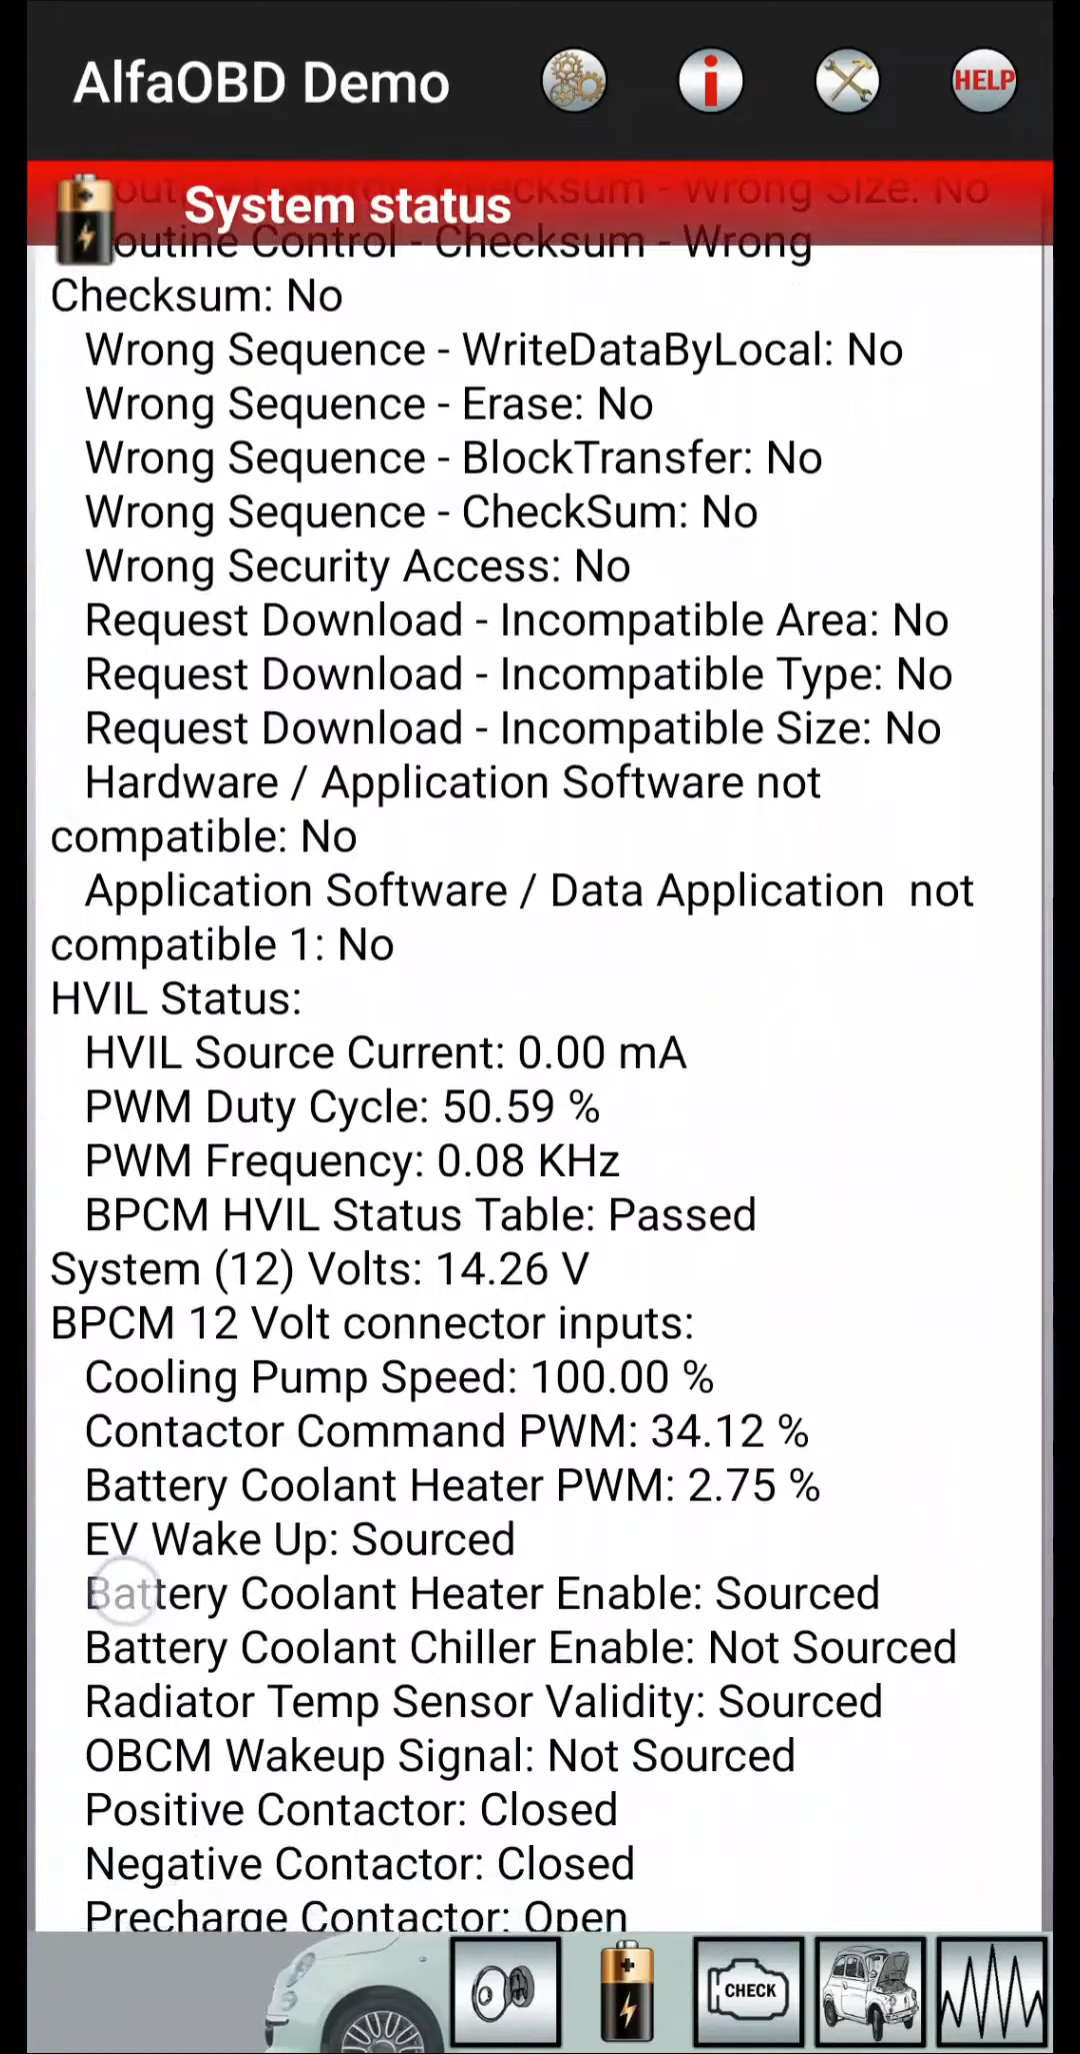 AlfaOBD Demo
HELP
System status
out cksum - Wrong Size: No
outine Control - Checksum - Wrong
Checksum: No
Wrong Sequence - WriteDataByLocal: No
Wrong Sequence - Erase: No
Wrong Sequence - BlockTransfer: No
Wrong Sequence - CheckSum: No
Wrong Security Access: No
Request Download - Incompatible Area: No
Request Download - Incompatible Type: No
Request Download - Incompatible Size: No
Hardware / Application Software not
compatible: No
Application Software / Data Application  not
compatible 1: No
HVIL Status:
HVIL Source Current: 0.00 mA
PWM Duty Cycle: 50.59 %
PWM Frequency: 0.08 KHz
BPCM HVIL Status Table: Passed
System (12) Volts: 14.26 V
BPCM 12 Volt connector inputs:
Cooling Pump Speed: 100.00 %
Contactor Command PWM: 34.12 %
Battery Coolant Heater PWM: 2.75 %
EV Wake Up: Sourced
Battery Coolant Heater Enable: Sourced
Battery Coolant Chiller Enable: Not Sourced
Radiator Temp Sensor Validity: Sourced
OBCM Wakeup Signal: Not Sourced
Positive Contactor: Closed
Negative Contactor: Closed
Precharge Contactor: Open
CHECK